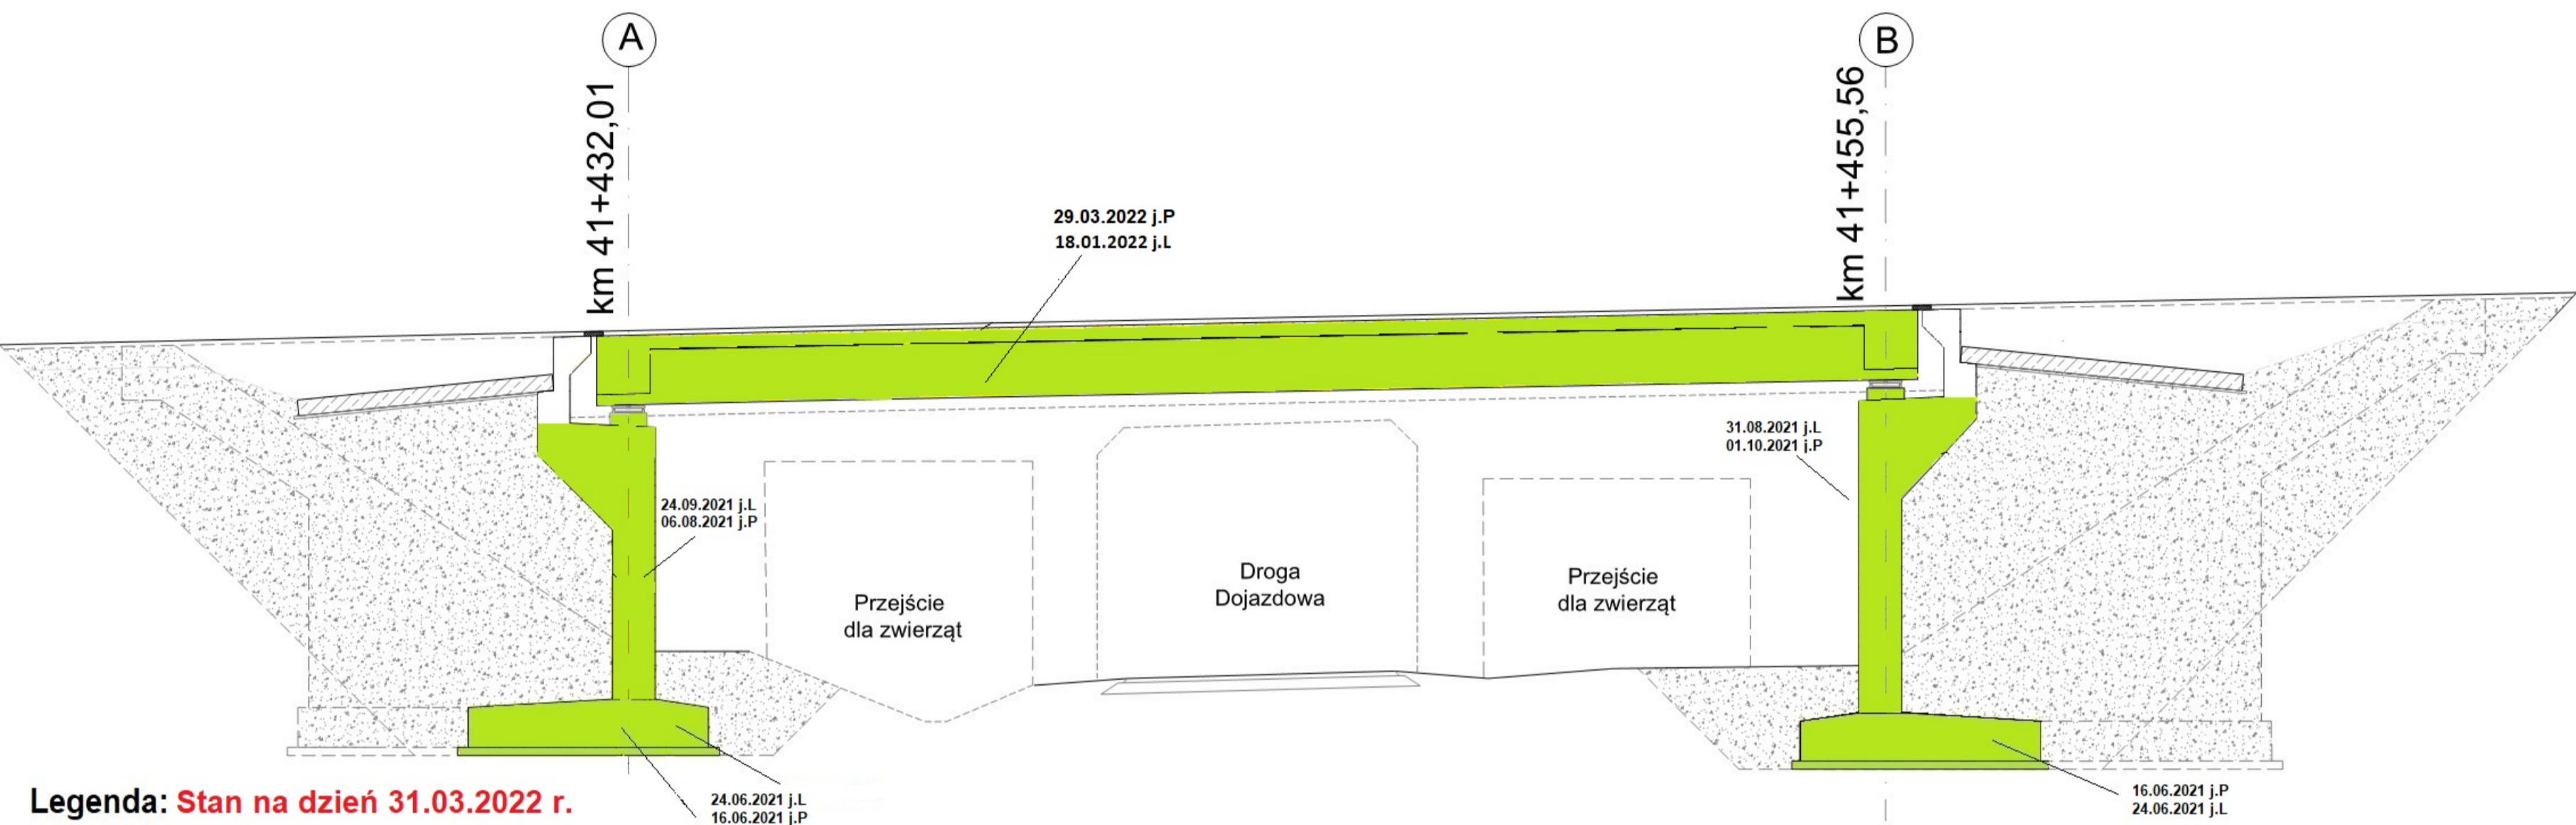 A
B
km 41+432,01
km 41+455,56
29.03.2022 j.P
18.01.2022 j.L
31.08.2021 j.L
01.10.2021 j.P
24.09.2021 j.L
06.08.2021 j.P
Przejście
dla zwierząt
Droga
Dojazdowa
Przejście
dla zwierząt
24.06.2021 j.L
16.06.2021 j.P
16.06.2021 j.P
24.06.2021 j.L
Legenda: Stan na dzień 31.03.2022 r.